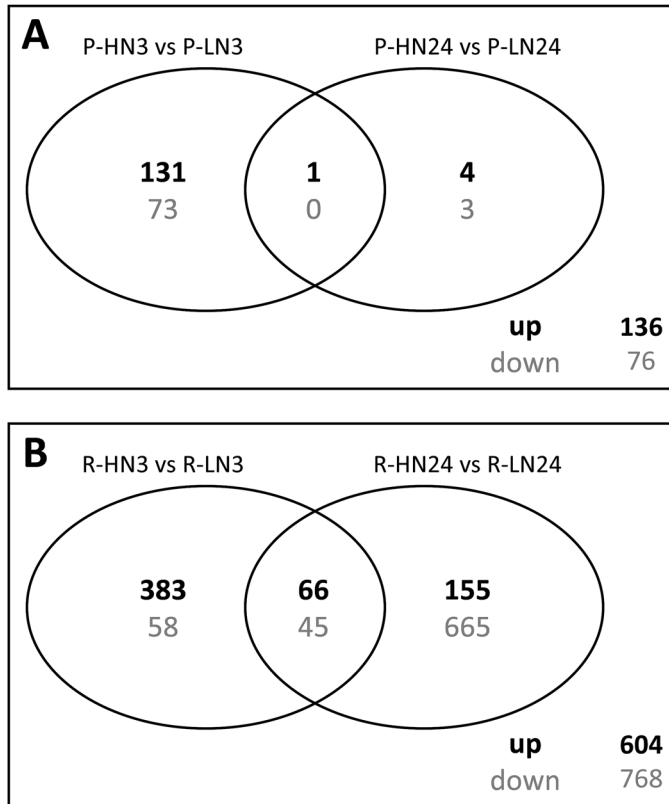 A
P-HN3 vs P-LN3 P-HN24 vs P-LN24
131 1 4
73 0 3
up 136
down 76
B
R-HN3 vs R-LN3 R-HN24 vs R-LN24
383 66 155
58 45 665
up 604
down 768